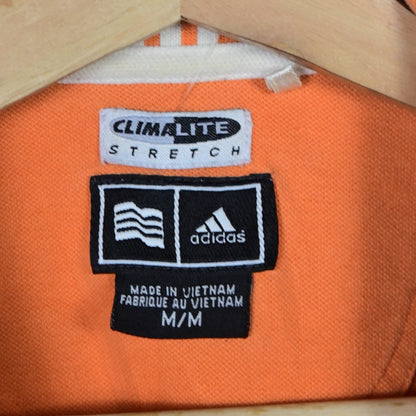 CLIMALITE
STRETCH
adidas
MADE IN VIETNAM
FABRIQUE AU VIETNAM
M/M